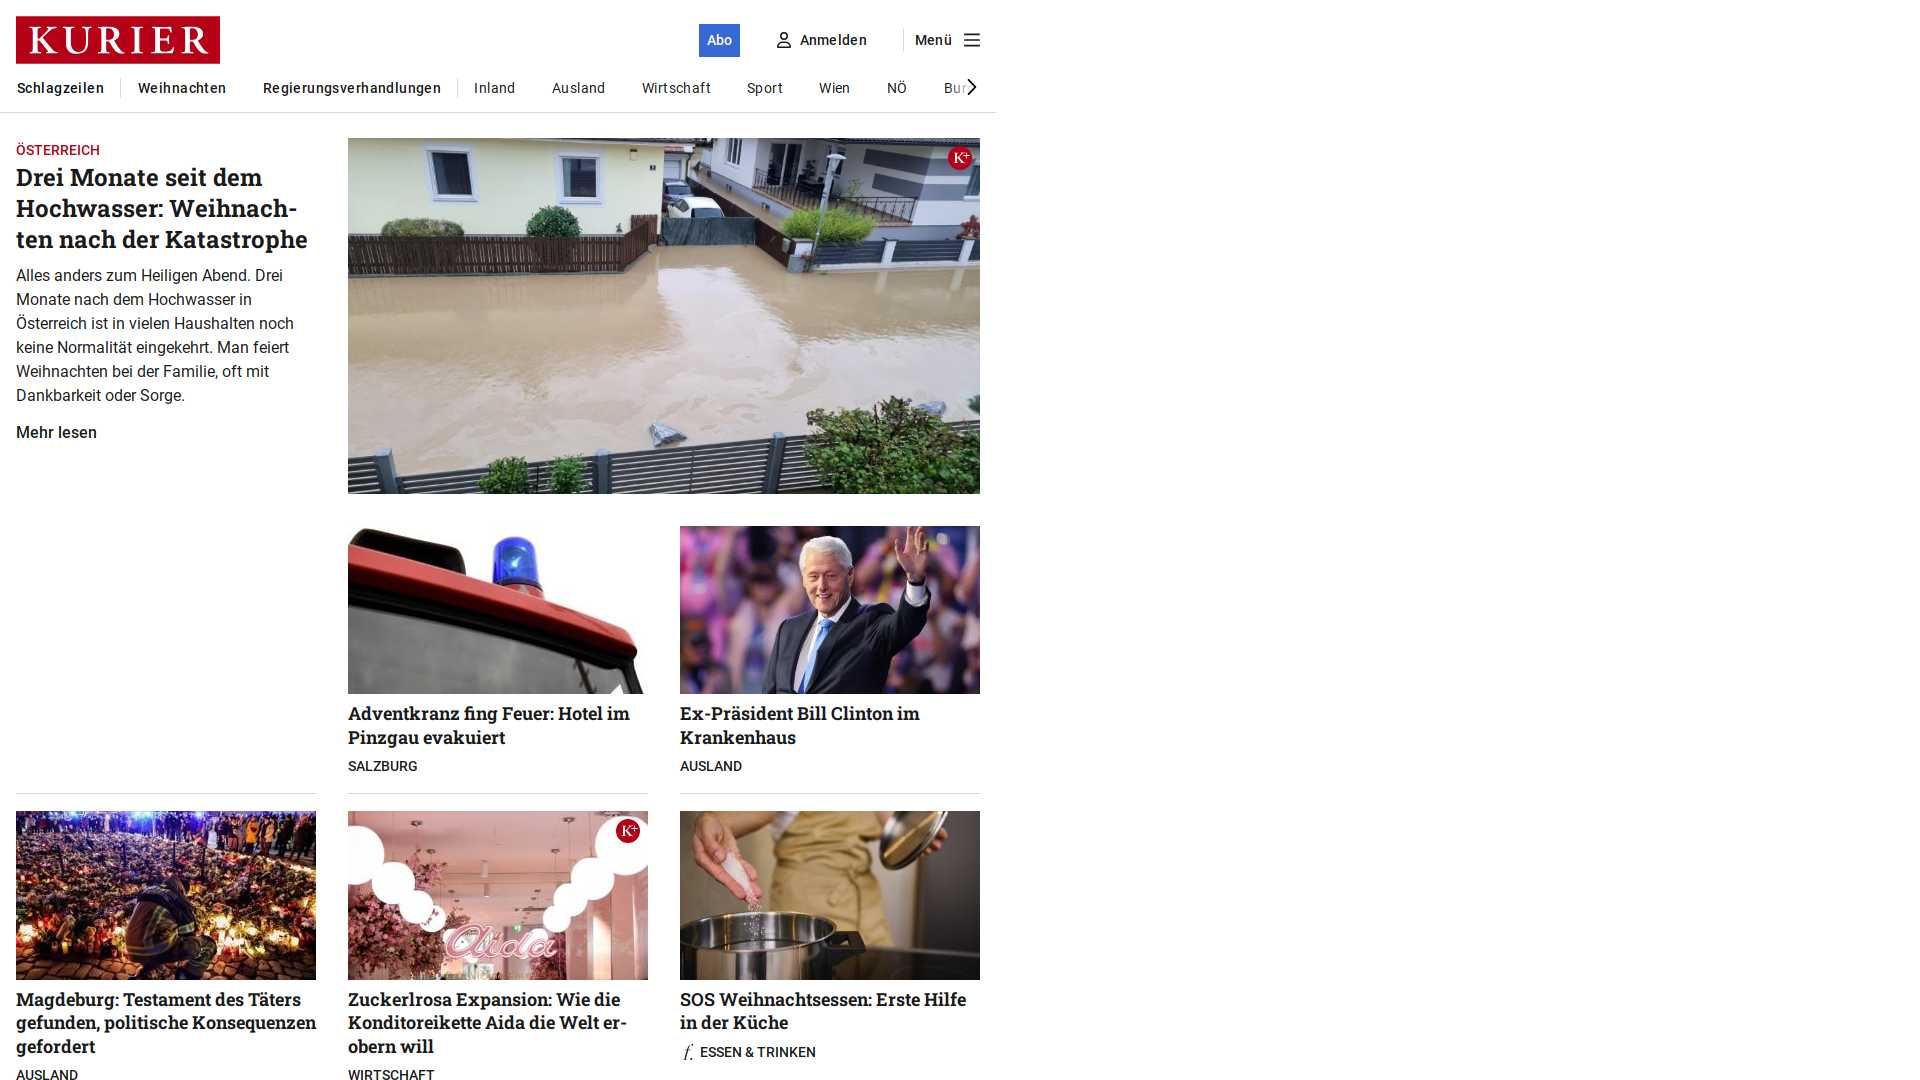 KURIER
Abo
Anmelden
Menü
Schlagzeilen
Weihnachten
Regierungsverhandlungen
Inland
Ausland
Wirtschaft
Sport
Wien
NÖ
Bur
ÖSTERREICH
Drei Monate seit dem
Hochwasser: Weihnach-
ten nach der Katastrophe
Alles anders zum Heiligen Abend. Drei
Monate nach dem Hochwasser in
Österreich ist in vielen Haushalten noch
keine Normalität eingekehrt. Man feiert
Weihnachten bei der Familie, oft mit
Dankbarkeit oder Sorge.
Mehr lesen
K+
Adventkranz fing Feuer: Hotel im
Pinzgau evakuiert
SALZBURG
Ex-Präsident Bill Clinton im
Krankenhaus
AUSLAND
Magdeburg: Testament des Täters
gefunden, politische Konsequenzen
gefordert
AUSLAND
K+
Aida
Zuckerlrosa Expansion: Wie die
Konditoreikette Aida die Welt er-
obern will
WIRTSCHAFT
SOS Weihnachtsessen: Erste Hilfe
in der Küche
f. ESSEN & TRINKEN